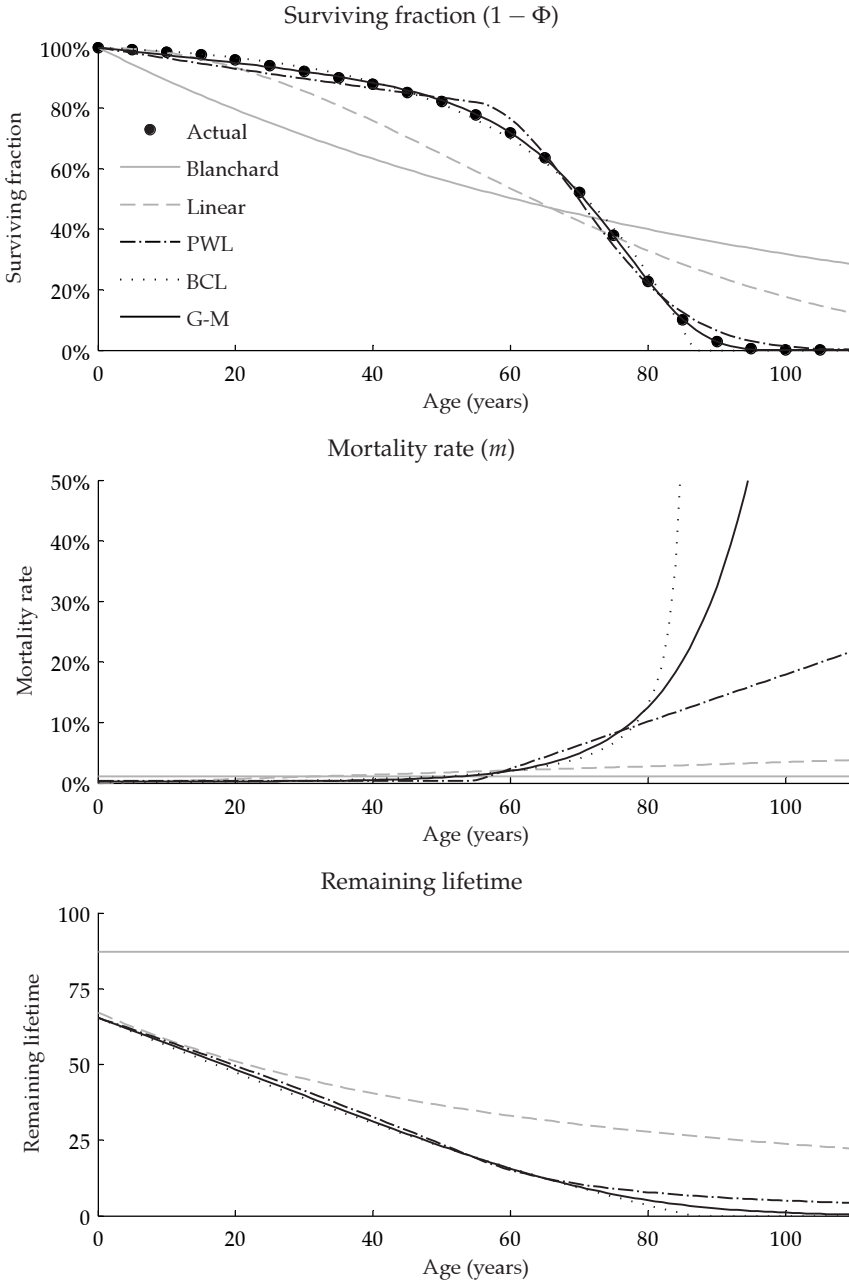 Surviving fraction (1 − Φ)
Surviving fraction
100%
80%
60%
40%
20%
0%
Actual
Blanchard
Linear
PWL
BCL
G-M
0 20 40 60 80 100
Age (years)
Mortality rate (m)
Mortality rate
50%
40%
30%
20%
10%
0%
0 20 40 60 80 100
Age (years)
Remaining lifetime
Remaining lifetime
100
75
50
25
0
0 20 40 60 80 100
Age (years)